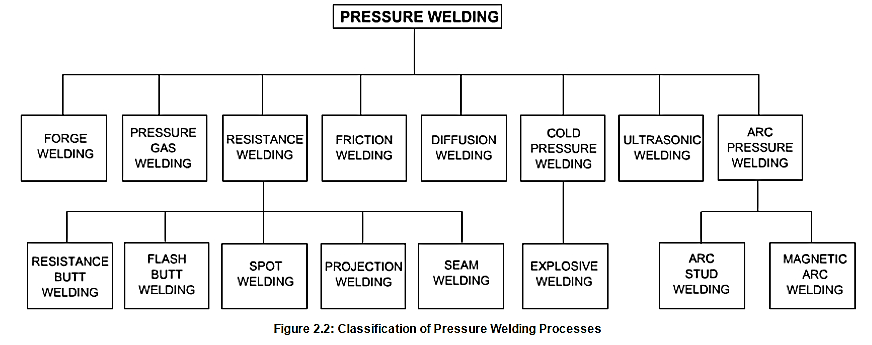 PRESSURE WELDING
FORGE
WELDING
PRESSURE
GAS
WELDING
RESISTANCE
WELDING
FRICTION
WELDING
DIFFUSION
WELDING
COLD
PRESSURE
WELDING
ULTRASONIC
WELDING
ARC
PRESSURE
WELDING
RESISTANCE
BUTT
WELDING
FLASH
BUTT
WELDING
SPOT
WELDING
PROJECTION
WELDING
SEAM
WELDING
EXPLOSIVE
WELDING
ARC
STUD
WELDING
MAGNETIC
ARC
WELDING
Figure 2.2: Classification of Pressure Welding Processes